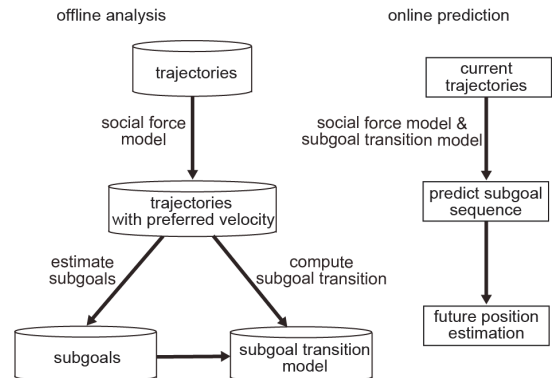 offline analysis
trajectories
social force
model
trajectories
with preferred velocity
estimate
subgoals
compute
subgoal transition
subgoals
subgoal transition
model
online prediction
current
trajectories
social force model &
subgoal transition model
predict subgoal
sequence
future position
estimation